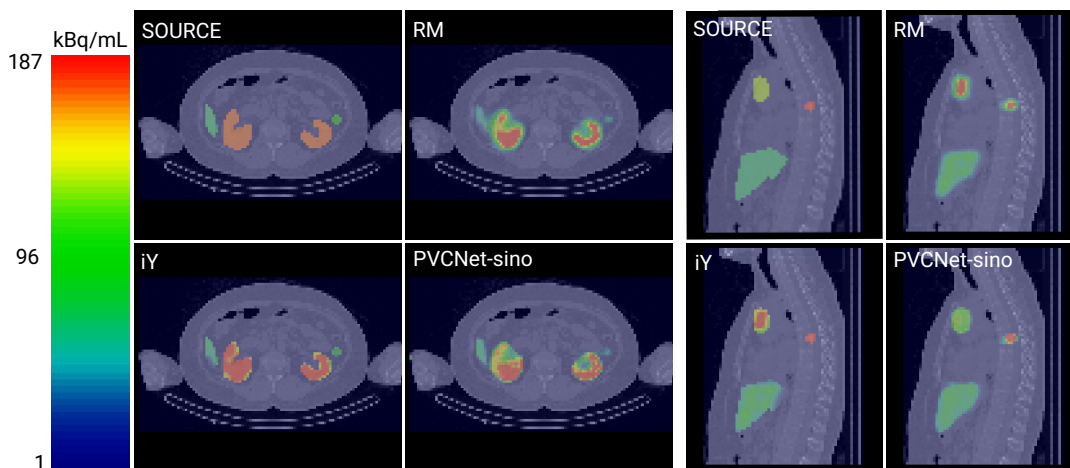 kBq/mL
187
96
1
SOURCE
RM
SOURCE
RM
iY
PVCNet-sino
iY
PVCNet-sino